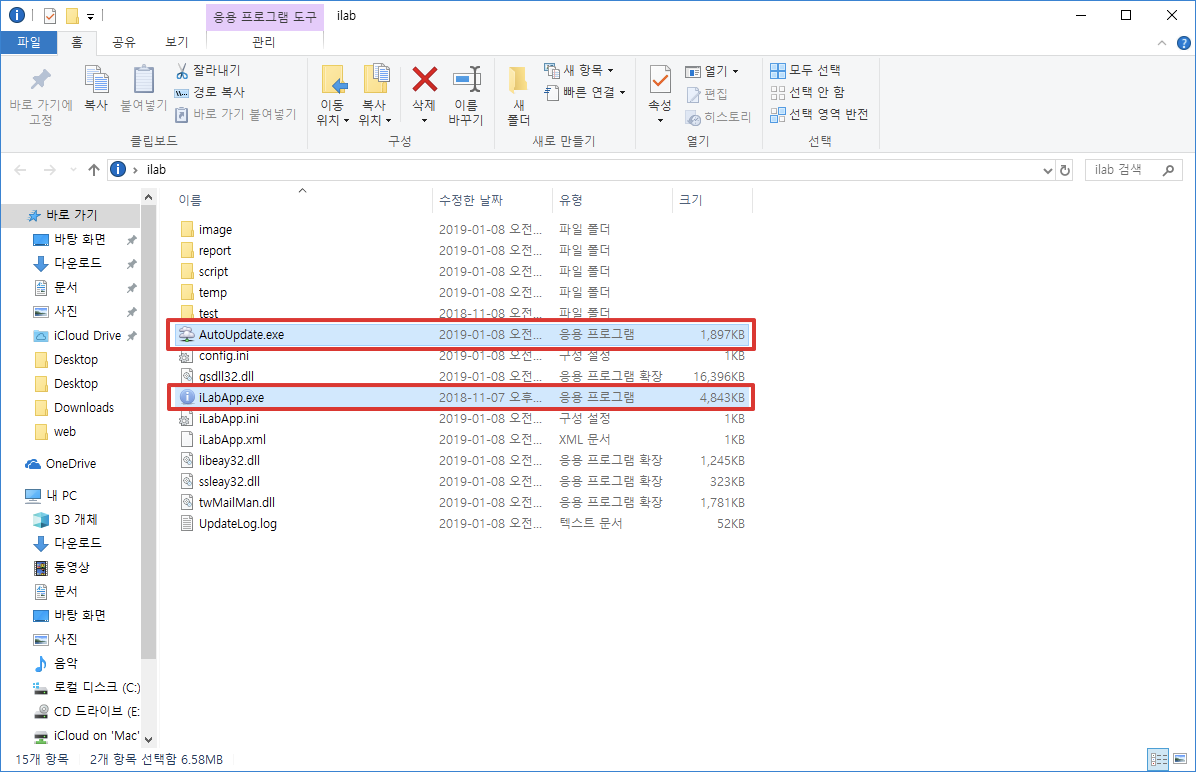 응용 프로그램 도구 ilab
파일 홈 공유 보기 관리
바로 가기에 고정
복사
붙여넣기
잘라내기
경로 복사
바로 가기 붙여넣기
클립보드
이동 위치
복사 위치
삭제
이름 바꾸기
구성
새 폴더
새 항목
빠른 연결
새로 만들기
속성
열기
편집
히스토리
열기
모두 선택
선택 안 함
선택 영역 반전
선택
ilab
ilab 검색
바로 가기
바탕 화면
다운로드
문서
사진
iCloud Drive
Desktop
Desktop
Downloads
web
OneDrive
내 PC
3D 개체
다운로드
동영상
문서
바탕 화면
사진
음악
로컬 디스크 (C:)
CD 드라이브 (E:
iCloud on 'Mac'
이름 수정한 날짜 유형 크기
image 2019-01-08 오전... 파일 폴더
report 2019-01-08 오전... 파일 폴더
script 2019-01-08 오전... 파일 폴더
temp 2019-01-08 오전... 파일 폴더
test 2018-11-08 오전... 파일 폴더
AutoUpdate.exe 2019-01-08 오전... 응용 프로그램 1,897KB
config.ini 2019-01-08 오전... 구성 설정 1KB
gsdll32.dll 2019-01-08 오전... 응용 프로그램 확장 16,396KB
iLabApp.exe 2018-11-07 오후... 응용 프로그램 4,843KB
iLabApp.ini 2019-01-08 오전... 구성 설정 1KB
iLabApp.xml 2019-01-08 오전... XML 문서 1KB
libeay32.dll 2019-01-08 오전... 응용 프로그램 확장 1,245KB
ssleay32.dll 2019-01-08 오전... 응용 프로그램 확장 323KB
twMailMan.dll 2019-01-08 오전... 응용 프로그램 확장 1,781KB
UpdateLog.log 2019-01-08 오전... 텍스트 문서 52KB
15개 항목 2개 항목 선택함 6.58MB